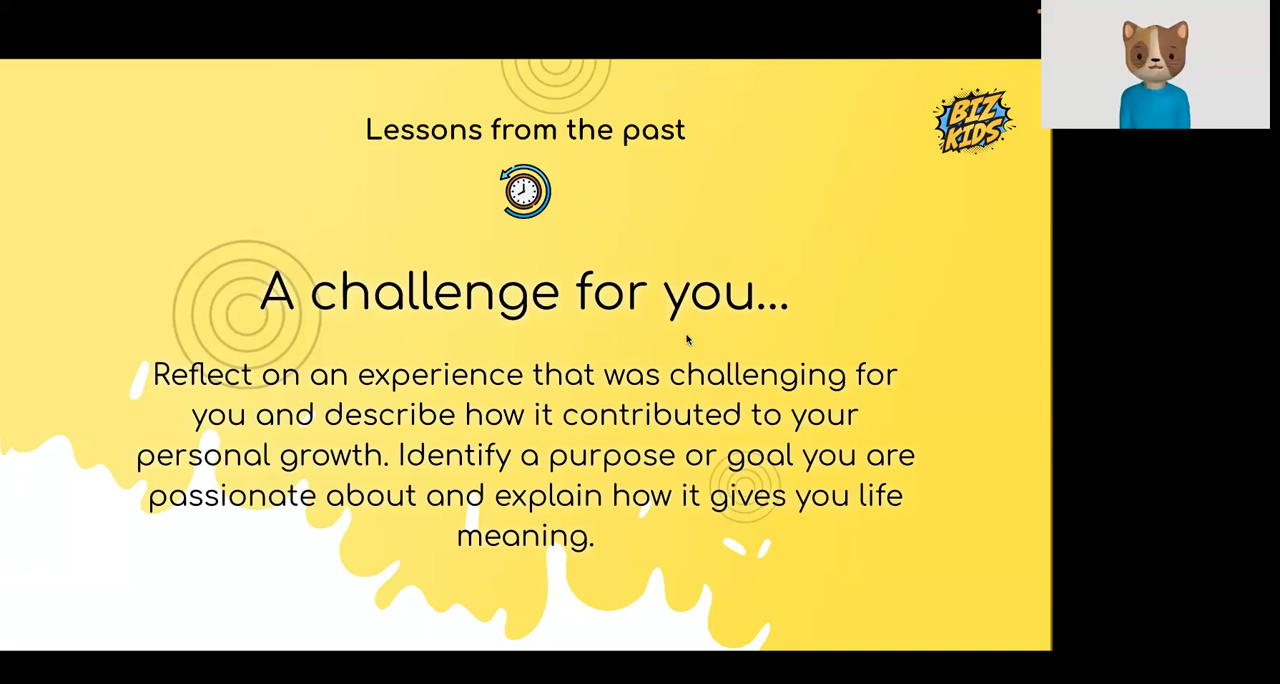 Lessons from the past
BIZ
KIDS
A challenge for you...
Reflect on an experience that was challenging for
you and describe how it contributed to your
personal growth. Identify a purpose or goal you are
passionate about and explain how it gives you life
meaning.